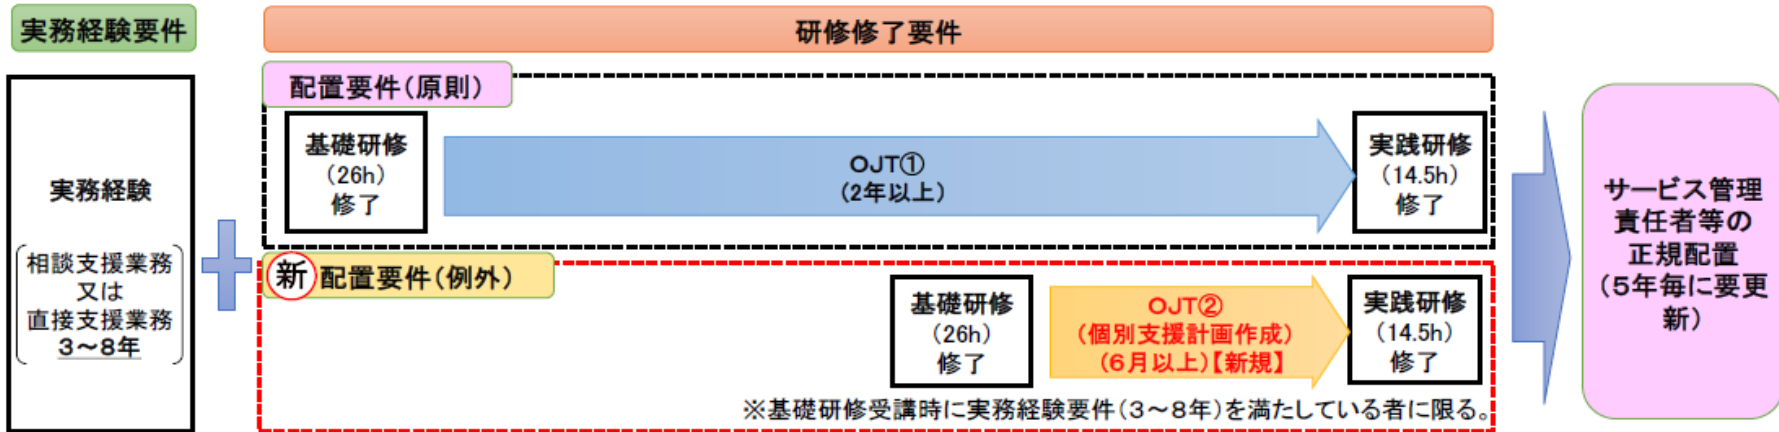 実務経験要件
研修修了要件
実務経験
相談支援業務
又は
直接支援業務
3～8年
配置要件(原則)
基礎研修
(26h)
修了
OJT①
(2年以上)
実践研修
(14.5h)
修了
新 配置要件(例外)
基礎研修
(26h)
修了
OJT②
(個別支援計画作成)
(6月以上)【新規】
実践研修
(14.5h)
修了
※基礎研修受講時に実務経験要件(3～8年)を満たしている者に限る。
サービス管理
責任者等の
正規配置
(5年毎に要更
新)